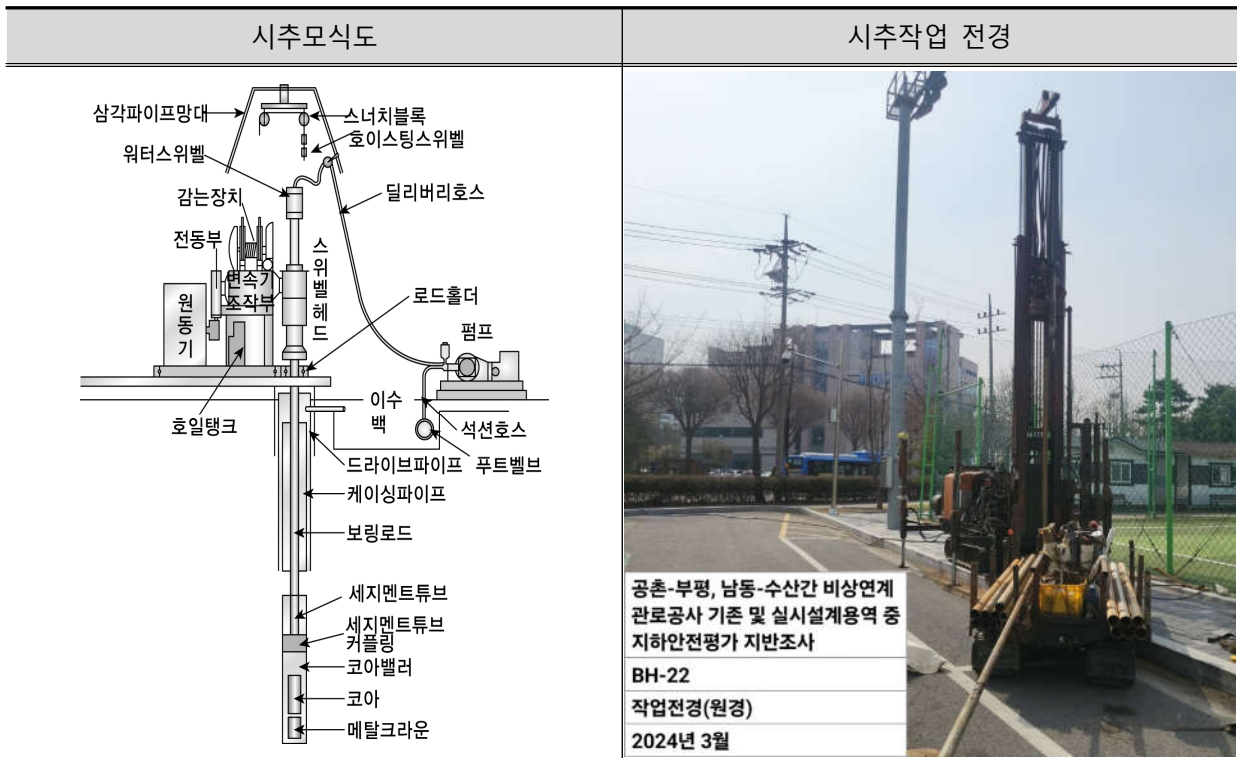 시추모식도
시추작업 전경
삼각파이프망대
스너치블록
호이스팅스위벨
워터스위벨
감는장치
딜리버리호스
전동부
스위벨헤드
변속기
조작부
원동기
로드홀더
펌프
호일탱크
이수
백
석션호스
푸트벨브
드라이브파이프
케이싱파이프
보링로드
세지멘트튜브
세지멘트튜브
커플링
코아밸러
코아
메탈크라운
공촌-부평, 남동-수산간 비상연계
관로공사 기존 및 실시설계용역 중
지하안전평가 지반조사
BH-22
작업전경(원경)
2024년 3월